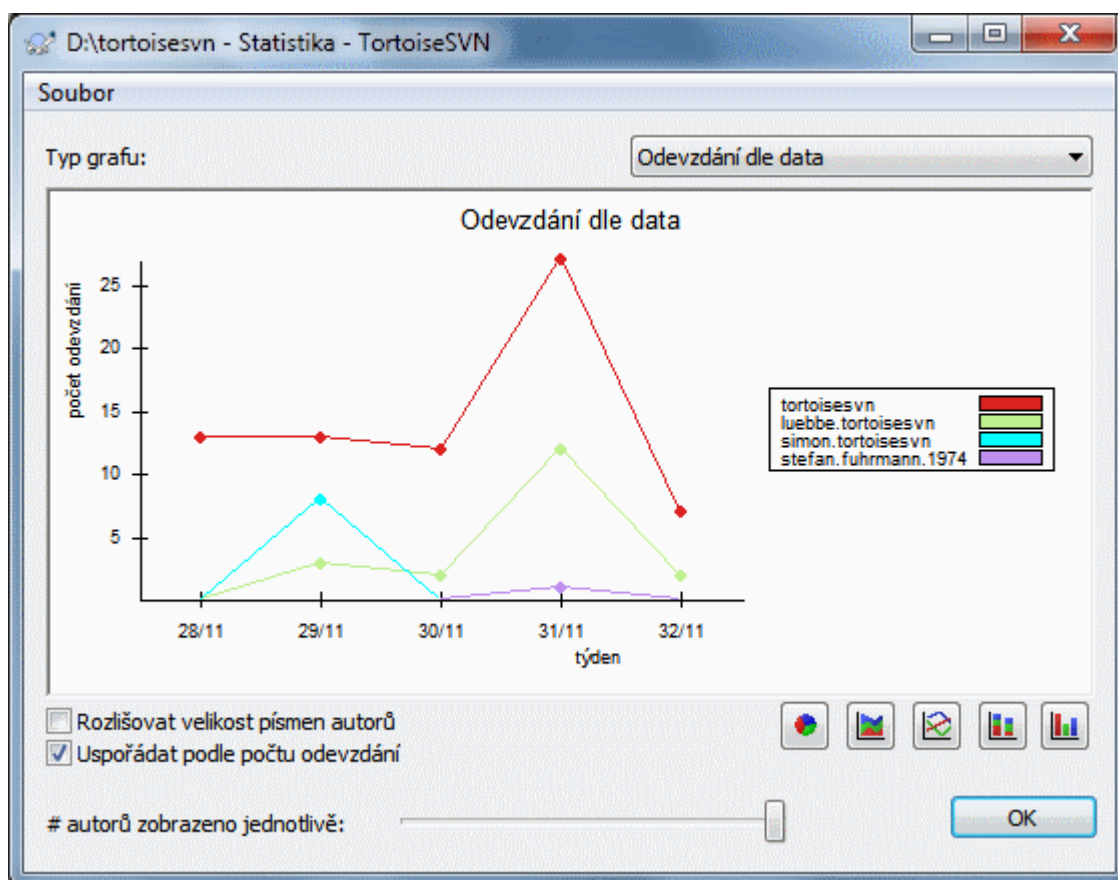 D:\tortoisesvn - Statistika - TortoiseSVN
Soubor
Typ grafu:
Odevzdání dle data
Odevzdání dle data
počet odevzdání
25
20
15
10
5
28/11 29/11 30/11 31/11 32/11
týden
tortoisesvn
luebbe.tortoisesvn
simon.tortoisesvn
stefan.fuhrmann.1974
Rozlišovat velikost písmen autorů
Uspořádat podle počtu odevzdání
# autorů zobrazeno jednotlivě:
OK